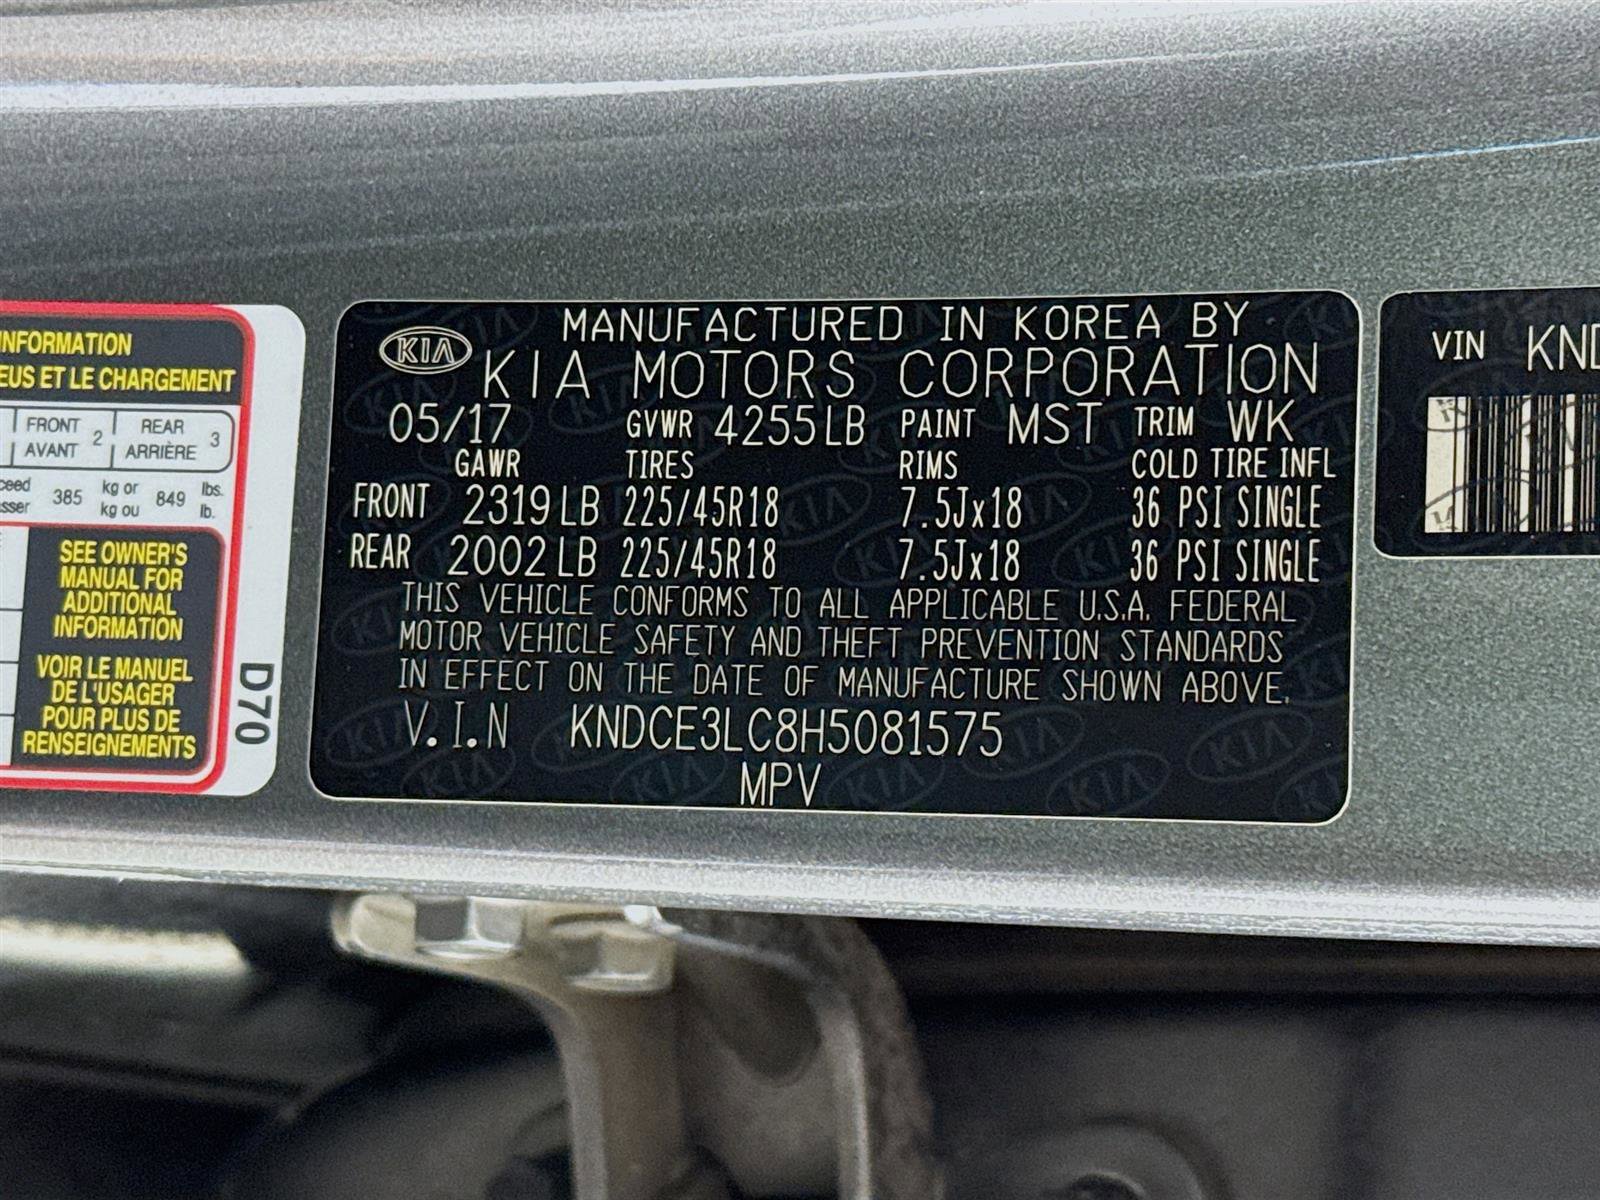 INFORMATION
EUS ET LE CHARGEMENT
FRONT 2 REAR 3
AVANT ARRIÈRE
385 kg or 849 lbs.
kg ou lb.
SEE OWNER'S
MANUAL FOR
ADDITIONAL
INFORMATION
VOIR LE MANUEL
DE L'USAGER
POUR PLUS DE
RENSEIGNEMENTS
D70
KIA
MANUFACTURED IN KOREA BY
KIA MOTORS CORPORATION
05/17 GVWR 4255LB PAINT MST TRIM WK
GAWR TIRES RIMS COLD TIRE INFL
FRONT 2319LB 225/45R18 7.5Jx18 36 PSI SINGLE
REAR 2002LB 225/45R18 7.5Jx18 36 PSI SINGLE
THIS VEHICLE CONFORMS TO ALL APPLICABLE U.S.A. FEDERAL
MOTOR VEHICLE SAFETY AND THEFT PREVENTION STANDARDS
IN EFFECT ON THE DATE OF MANUFACTURE SHOWN ABOVE.
V.I.N KNDCE3LC8H5081575
MPV
VIN KND